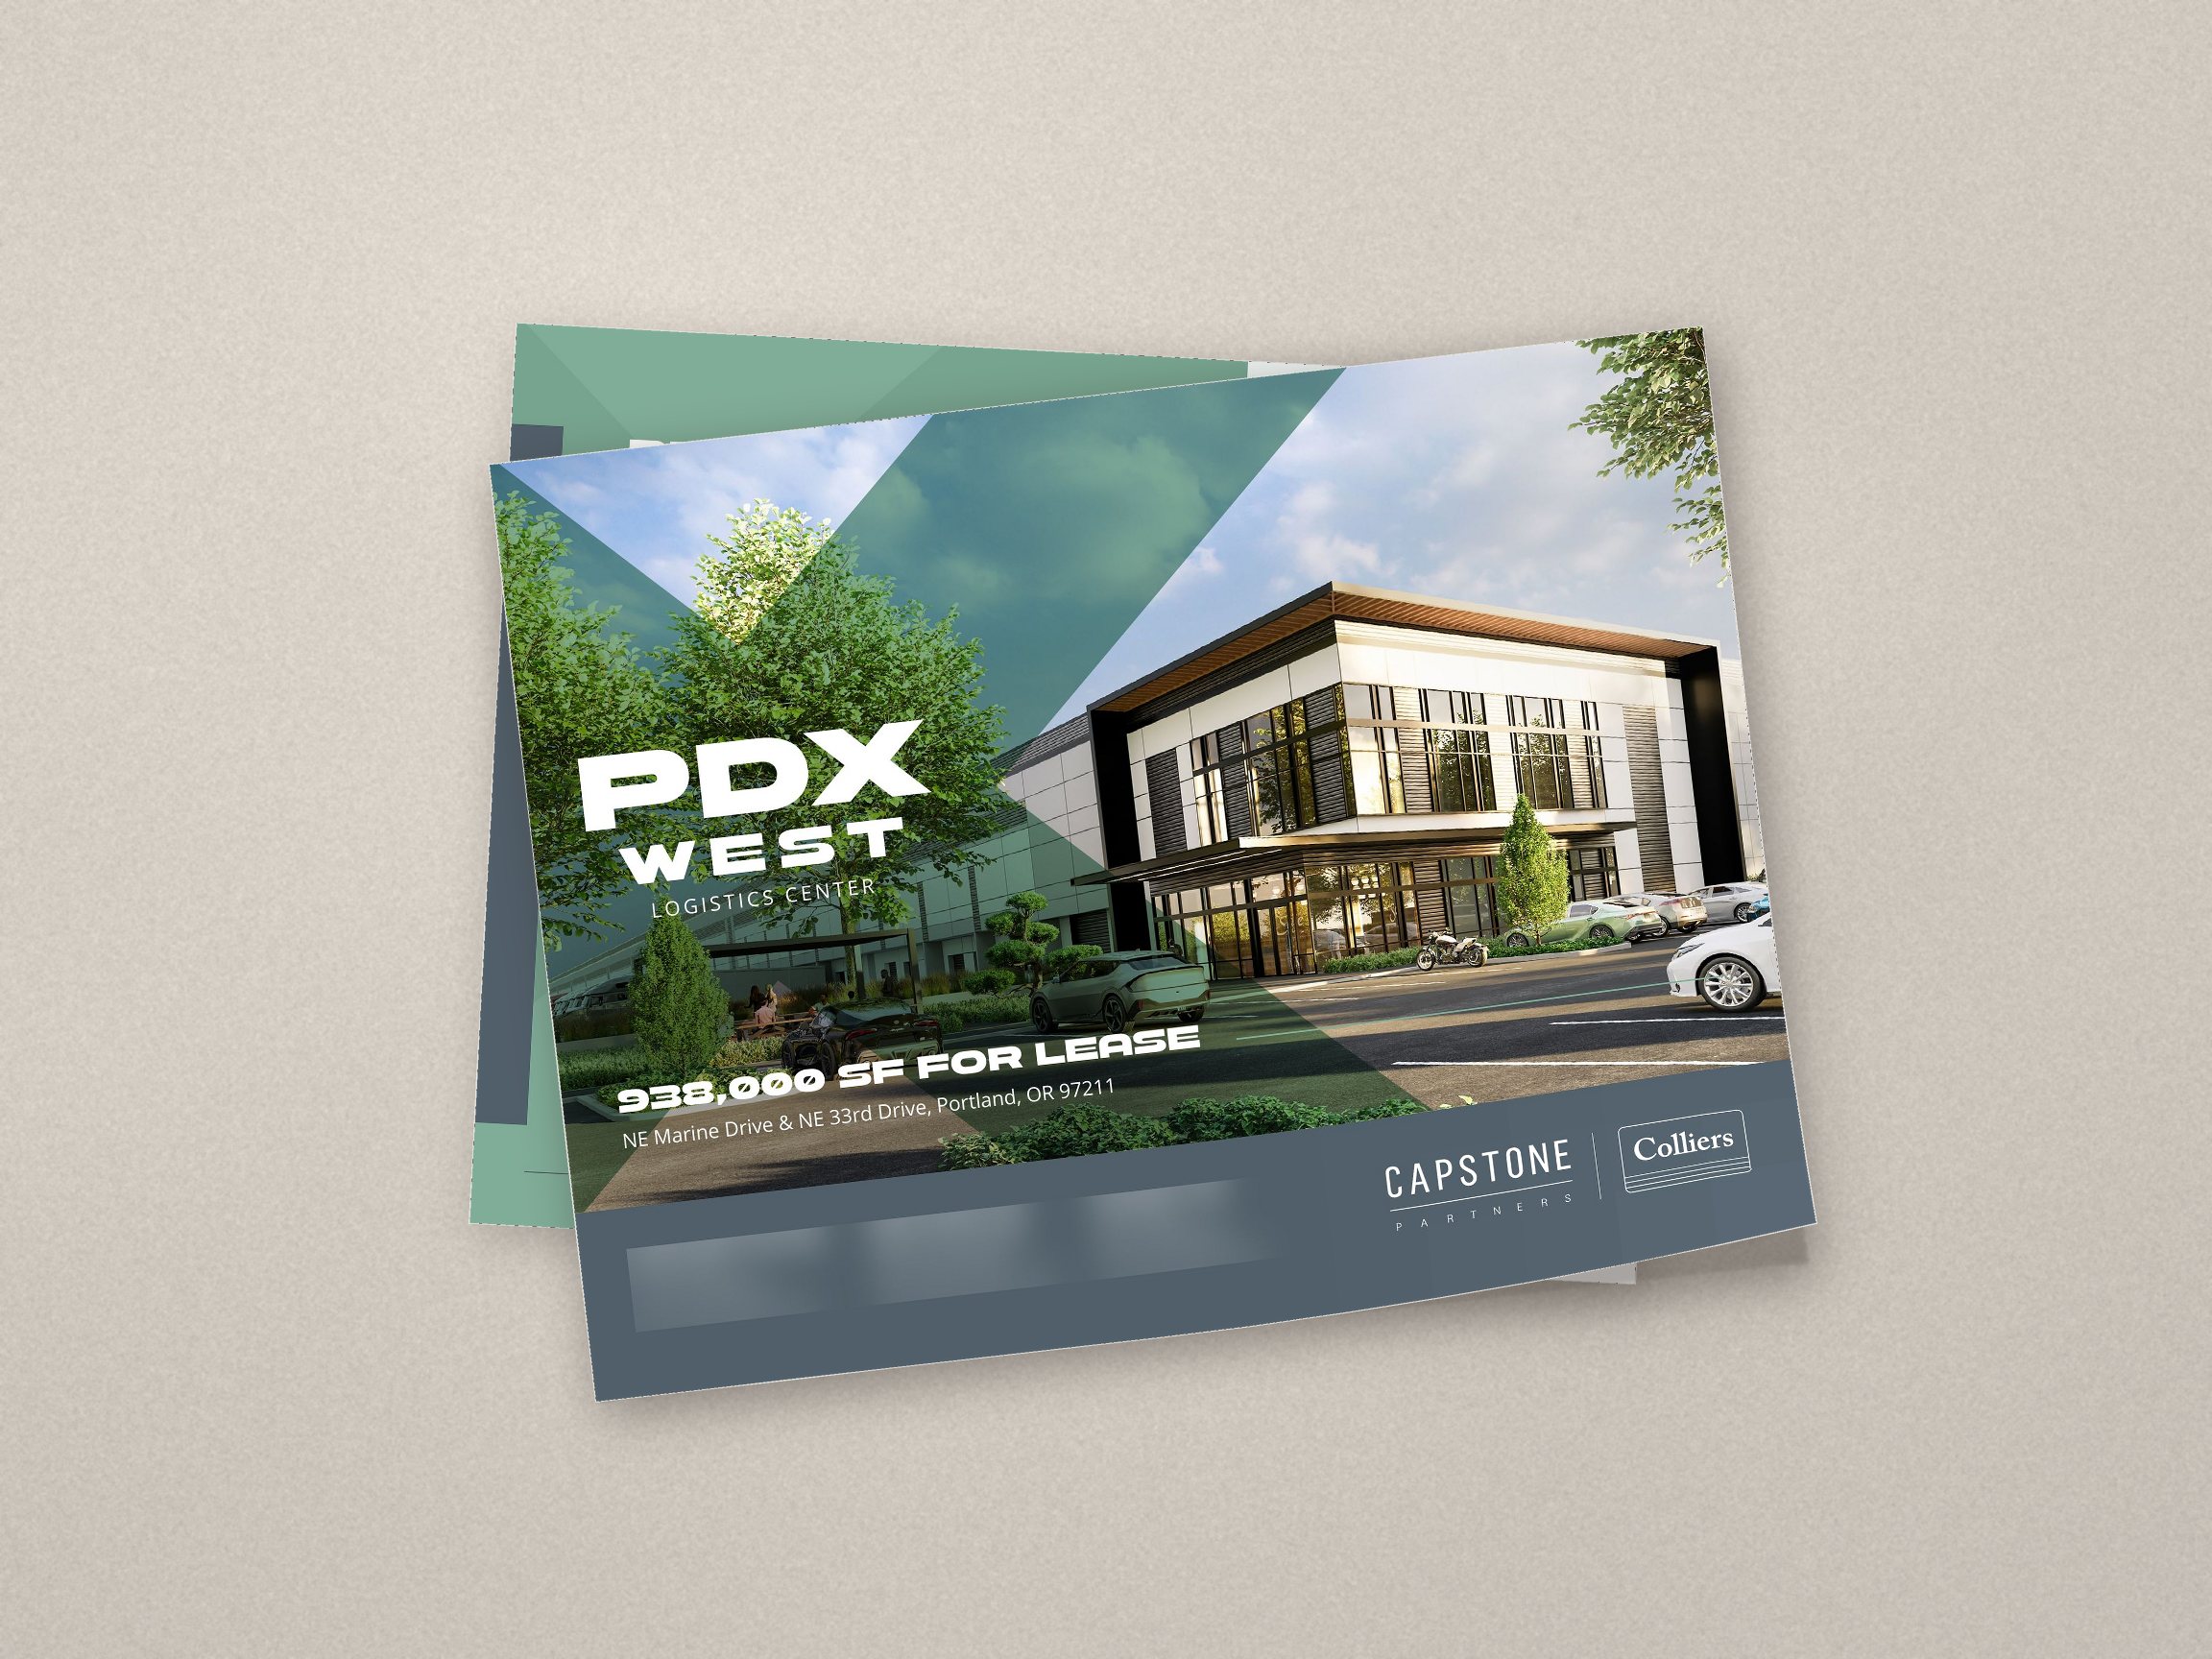 PDX
WEST
LOGISTICS CENTER
938,000 SF FOR LEASE
NE Marine Drive & NE 33rd Drive, Portland, OR 97211
CAPSTONE
PARTNERS
Colliers